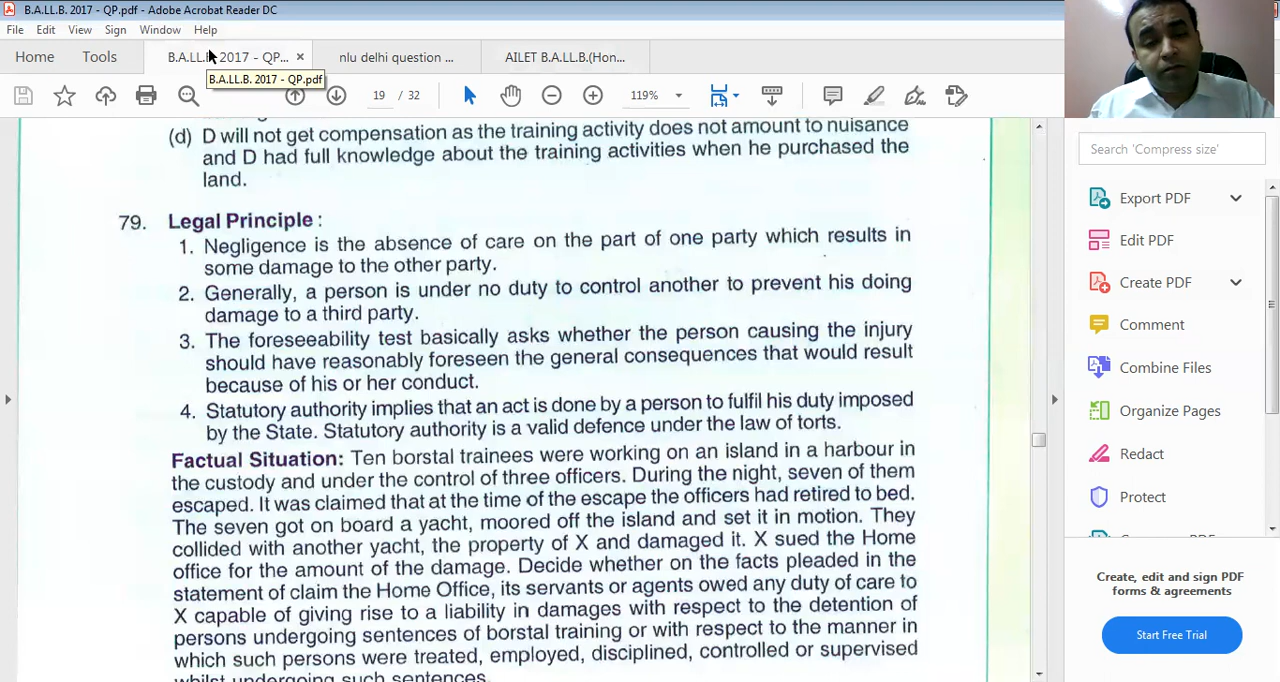 B.A.LL.B. 2017 - QP.pdf - Adobe Acrobat Reader DC
File Edit View Sign Window Help
Home Tools B.A.LL.B. 2017 - QP... × nlu delhi question ... AILET B.A.LL.B.(Hon...
B.A.LL.B. 2017 - QP.pdf
19 / 32 119%
(d) D will not get compensation as the training activity does not amount to nuisance
and D had full knowledge about the training activities when he purchased the
land.
79. Legal Principle :
1. Negligence is the absence of care on the part of one party which results in
some damage to the other party.
2. Generally, a person is under no duty to control another to prevent his doing
damage to a third party.
3. The foreseeability test basically asks whether the person causing the injury
should have reasonably foreseen the general consequences that would result
because of his or her conduct.
4. Statutory authority implies that an act is done by a person to fulfil his duty imposed
by the State. Statutory authority is a valid defence under the law of torts.
Factual Situation: Ten borstal trainees were working on an island in a harbour in
the custody and under the control of three officers. During the night, seven of them
escaped. It was claimed that at the time of the escape the officers had retired to bed.
The seven got on board a yacht, moored off the island and set it in motion. They
collided with another yacht, the property of X and damaged it. X sued the Home
office for the amount of the damage. Decide whether on the facts pleaded in the
statement of claim the Home Office, its servants or agents owed any duty of care to
X capable of giving rise to a liability in damages with respect to the detention of
persons undergoing sentences of borstal training or with respect to the manner in
which such persons were treated, employed, disciplined, controlled or supervised
whilst undergoing such sentences.
Search 'Compress size'
Export PDF
Edit PDF
Create PDF
Comment
Combine Files
Organize Pages
Redact
Protect
Create, edit and sign PDF
forms & agreements
Start Free Trial